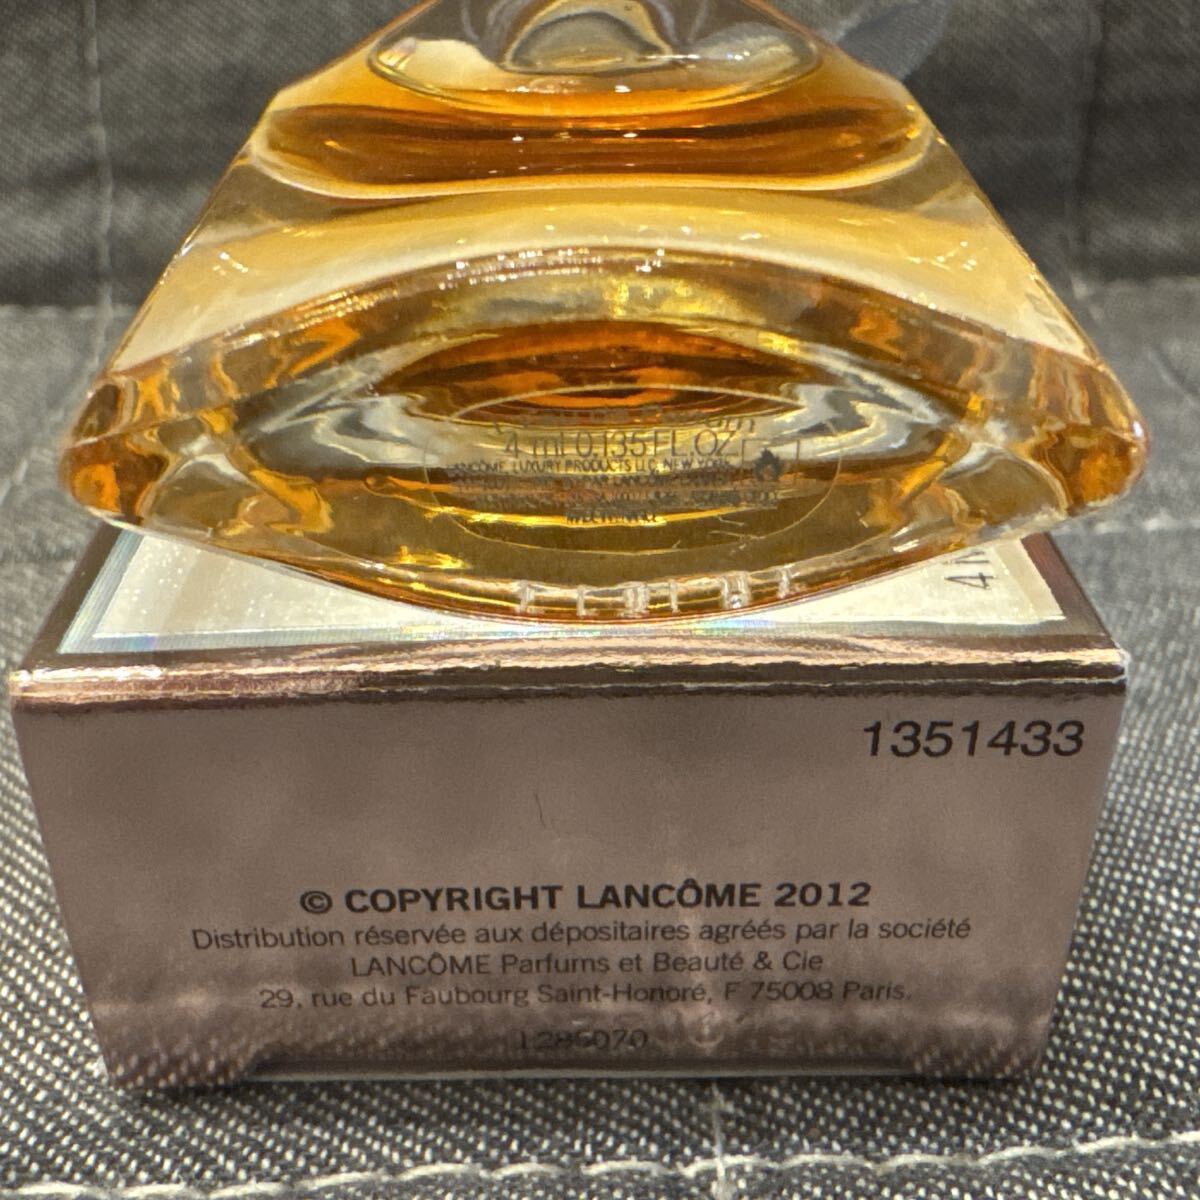 4 ml 0.135 FL.OZ.
LANCÔME LUXURY PRODUCTS LLC, NEW YORK
4
1351433
© COPYRIGHT LANCÔME 2012
Distribution réservée aux dépositaires agréés par la société
LANCÔME Parfums et Beauté & Cie
29, rue du Faubourg Saint-Honoré, F 75008 Paris.